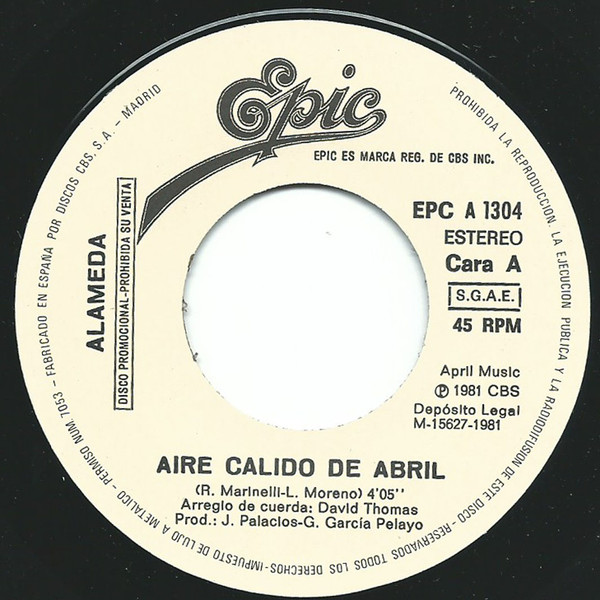 Epic
EPIC ES MARCA REG. DE CBS INC.
EPC A 1304
ESTEREO
Cara A
S.G.A.E.
45 RPM
April Music
Ⓟ 1981 CBS
Depósito Legal
M-15627-1981
ALAMEDA
DISCO PROMOCIONAL-PROHIBIDA SU VENTA
AIRE CALIDO DE ABRIL
(R. Marinelli-L. Moreno) 4'05''
Arreglo de cuerda: David Thomas
Prod.: J. Palacios-G. García Pelayo
PROHIBIDA LA REPRODUCCION, LA EJECUCION PUBLICA Y LA RADIODIFUSION DE ESTE DISCO - RESERVADOS TODOS LOS DERECHOS-IMPUESTO DE LUJO A METALICO - PERMISO NUM. 7053 - FABRICADO EN ESPAÑA POR DISCOS CBS. S.A. - MADRID